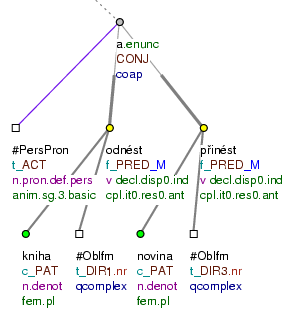 a.enunc
CONJ
coap
#PersPron
t_ACT
n.pron.def.pers
anim.sg.3.basic
odnést
f_PRED_M
v decl.disp0.ind
cpl.it0.res0.ant
přinést
f_PRED_M
v decl.disp0.ind
cpl.it0.res0.ant
kniha
c_PAT
n.denot
fem.pl
#Oblfm
t_DIR1.nr
qcomplex
novina
c_PAT
n.denot
fem.pl
#Oblfm
t_DIR3.nr
qcomplex